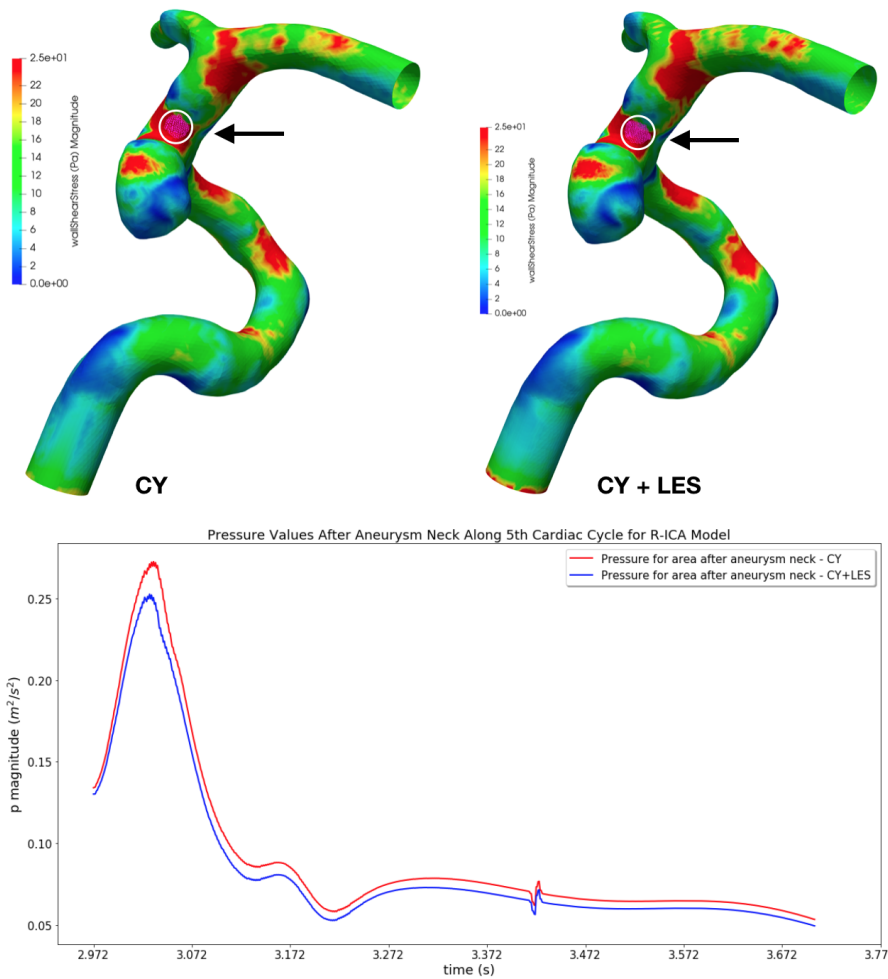 2.5e+01
22
20
18
16
14
12
10
8
6
4
2
0.0e+00
wallShearStress (Pa) Magnitude
2.5e+01
22
20
18
15
12
10
8
5
2
0.0e+00
wallShearStress (Pa) Magnitude
CY
CY + LES
Pressure Values After Aneurysm Neck Along 5th Cardiac Cycle for R-ICA Model
Pressure for area after aneurysm neck - CY
Pressure for area after aneurysm neck - CY+LES
p magnitude (m²/s²)
0.25
0.20
0.15
0.10
0.05
2.972 3.072 3.172 3.272 3.372 3.472 3.572 3.672 3.77
time (s)